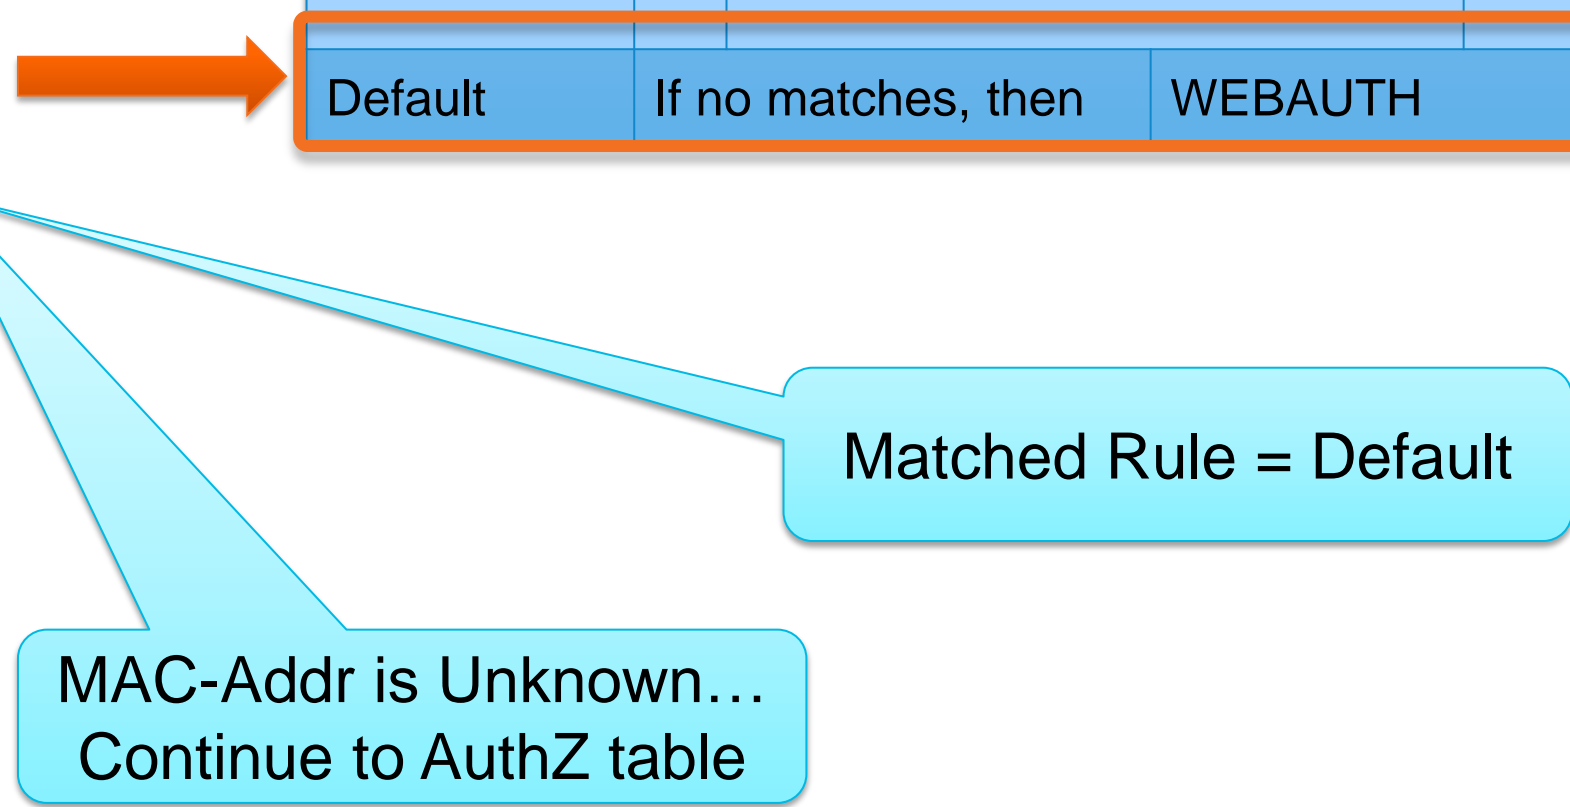 Default If no matches, then WEBAUTH
Matched Rule = Default
MAC-Addr is Unknown…
Continue to AuthZ table